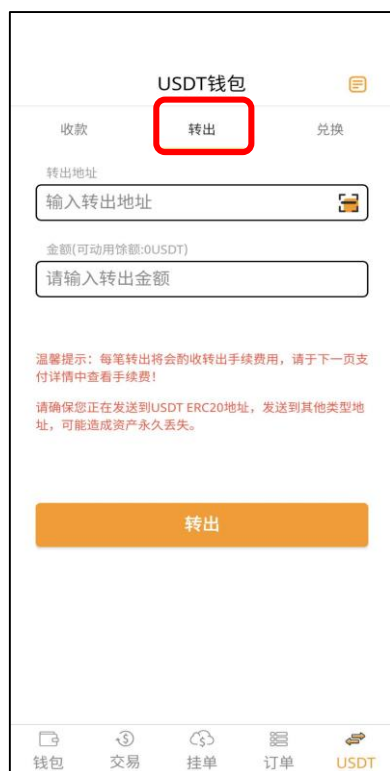 USDT钱包
收款 转出 兑换
转出地址
输入转出地址
金额(可动用馀额:0USDT)
请输入转出金额
温馨提示：每笔转出将会酌收转出手续费用，请于下一页支
付详情中查看手续费！
请确保您正在发送到USDT ERC20地址，发送到其他类型地
址，可能造成资产永久丢失。
转出
钱包 交易 挂单 订单 USDT